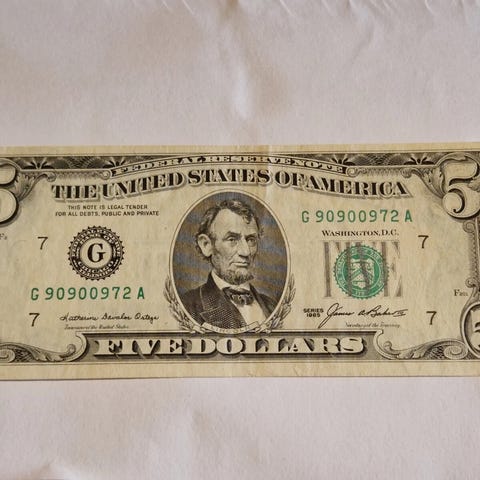 FEDERAL RESERVE NOTE
THE UNITED STATES OF AMERICA
THIS NOTE IS LEGAL TENDER
FOR ALL DEBTS, PUBLIC AND PRIVATE
G 90900972 A
WASHINGTON, D.C.
5
5
7
G
7
FIVE
G 90900972 A
7
Katherine Davalos Ortega
Treasurer of the United States
SERIES
1985
James A Baker III
Secretary of the Treasury
7
FIVE DOLLARS
5